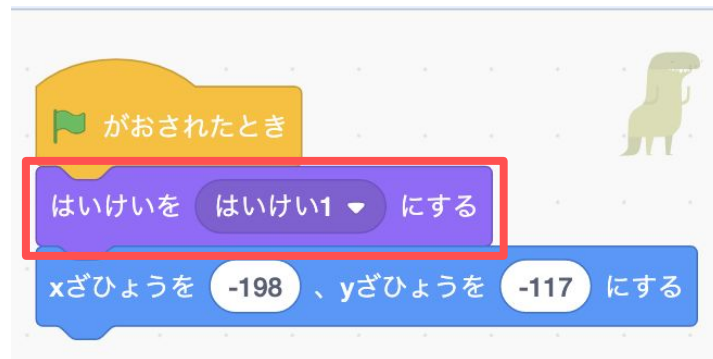 がおされたとき
はいけいを はいけい1 にする
xざひょうを -198 、yざひょうを -117 にする